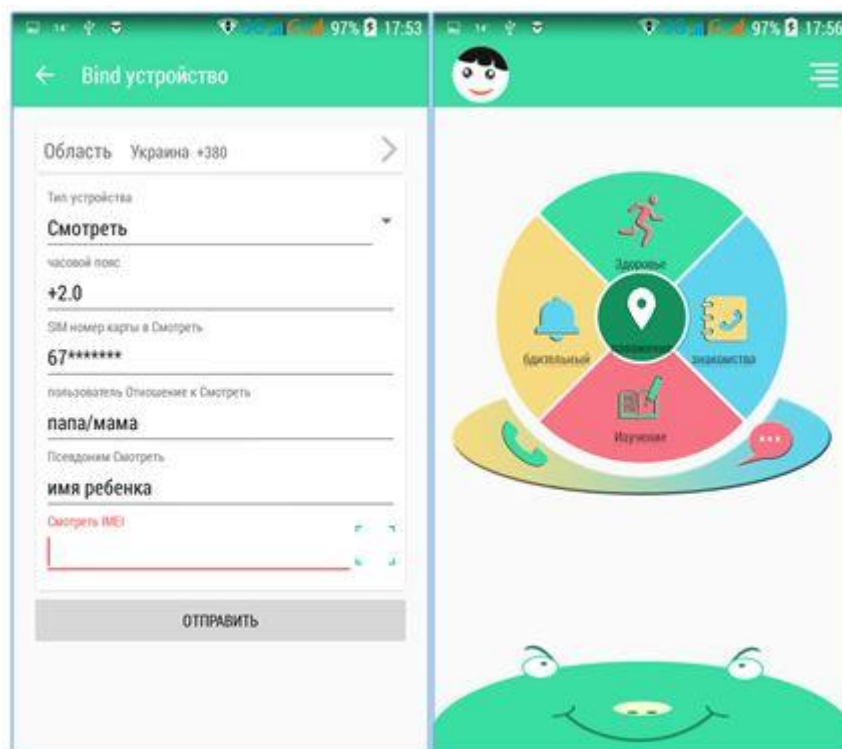 97% 17:53
Bind устройство
Область Украина +380
Тип устройства
Смотреть
часовой пояс
+2.0
SIM номер карты в Смотреть
67*******
пользователь Отношение к Смотреть
папа/мама
Псевдоним Смотреть
имя ребенка
Смотреть IMEI
ОТПРАВИТЬ
97% 17:56
Здоровье
бдительный
знакомства
Изучение